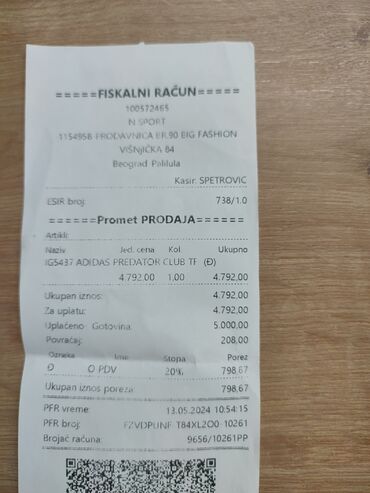 =====FISKALNI RAČUN=====
100572465
N SPORT
1154958-PRODAVNICA BR.90 BIG FASHION
VIŠNJIČKA 84
Beograd-Palilula
Kasir: SPETROVIC
ESIR broj: 738/1.0
======Promet PRODAJA======
Artikli:
Naziv Jed. cena Kol. Ukupno
IG5437 ADIDAS PREDATOR CLUB TF (Đ)
4.792,00 1,00 4.792,00
Ukupan iznos: 4.792,00
Za uplatu: 4.792,00
Uplaćeno Gotovina: 5.000,00
Povraćaj: 208,00
Oznaka Ime Stopa Porez
Đ O PDV 20% 798,67
Ukupan iznos poreza: 798,67
PFR vreme: 13.05.2024 10:54:15
PFR broj: 10261
Brojač računa: 9656/10261PP